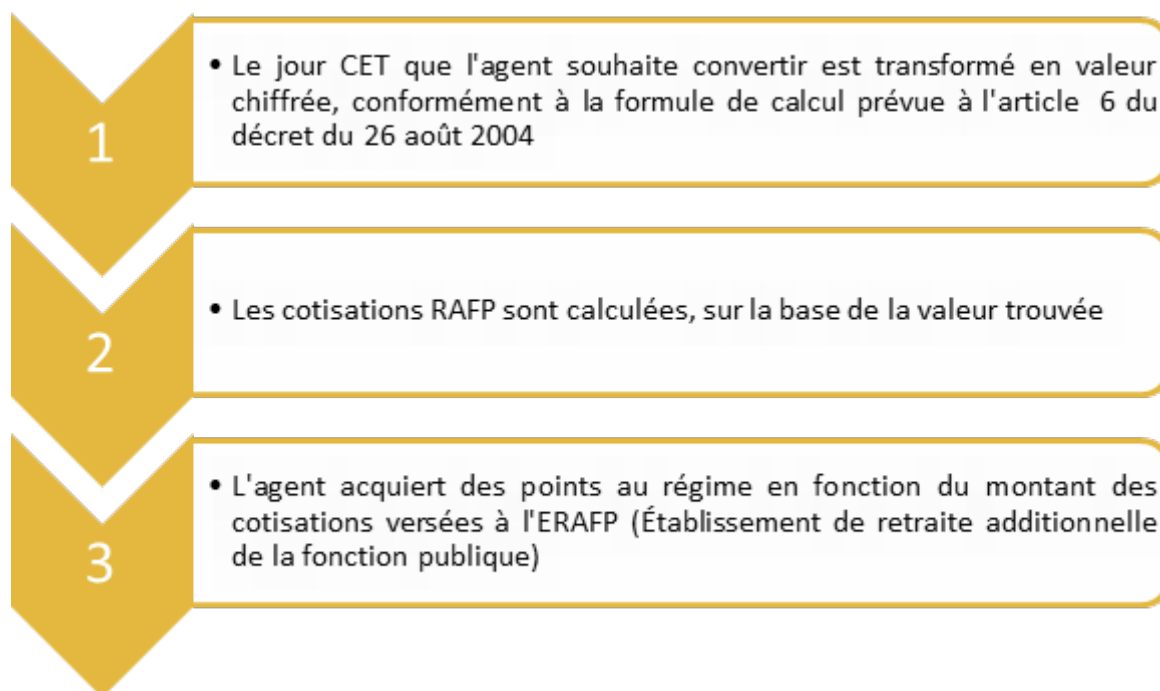 1
• Le jour CET que l'agent souhaite convertir est transformé en valeur
chiffrée, conformément à la formule de calcul prévue à l'article 6 du
décret du 26 août 2004
2
• Les cotisations RAFP sont calculées, sur la base de la valeur trouvée
3
• L'agent acquiert des points au régime en fonction du montant des
cotisations versées à l'ERAFP (Établissement de retraite additionnelle
de la fonction publique)